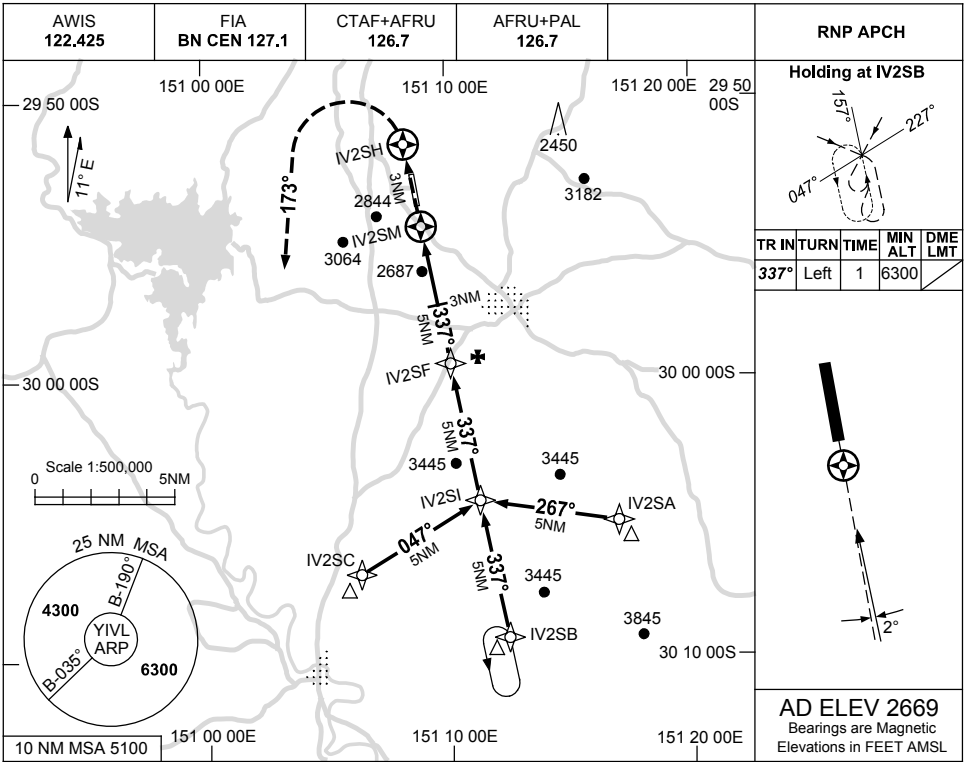 AWIS
122.425
FIA
BN CEN 127.1
CTAF+AFRU
126.7
AFRU+PAL
126.7
RNP APCH
151 00 00E
151 10 00E
151 20 00E
29 50 00S
29 50 00S
11° E
IV2SH
3NM
173°
2844
3064
IV2SM
2687
2450
3182
3NM
337°
5NM
IV2SF
30 00 00S
30 00 00S
337°
5NM
3445
3445
IV2SI
267°
5NM
IV2SA
047°
5NM
IV2SC
337°
5NM
3445
3845
IV2SB
30 10 00S
Scale 1:500,000
0 5NM
25 NM MSA
B-190°
4300
YIVL
ARP
B-035°
6300
10 NM MSA 5100
151 00 00E
151 10 00E
151 20 00E
Holding at IV2SB
157°
227°
047°
TR IN TURN TIME MIN ALT DME LMT
337° Left 1 6300
2°
AD ELEV 2669
Bearings are Magnetic
Elevations in FEET AMSL